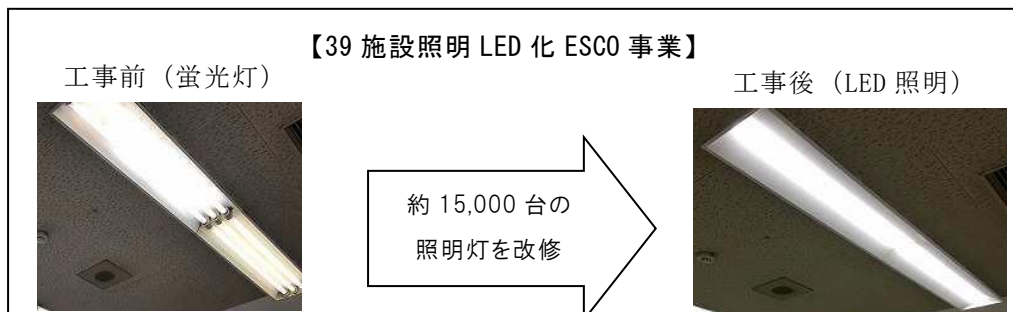 【39 施設照明 LED 化 ESCO 事業】
工事前（蛍光灯）
工事後（LED 照明）
約 15,000 台の
照明灯を改修